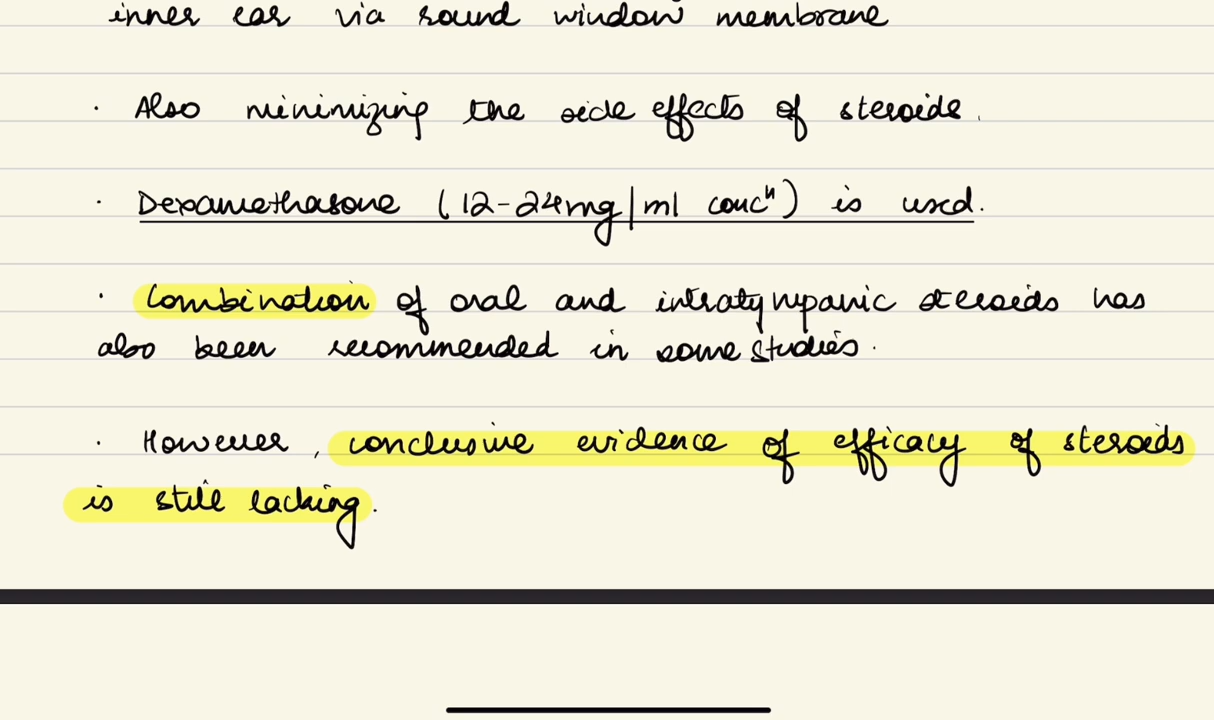 inner ear via round window membrane
· Also minimizing the side effects of steroids.
· Dexamethasone (12-24mg/ml concⁿ) is used.
· Combination of oral and intratympanic steroids has
also been recommended in some studies.
· However, conclusive evidence of efficacy of steroids
is still lacking.